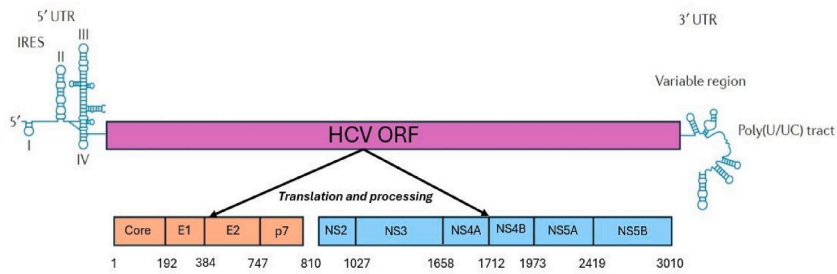 5′ UTR
3′ UTR
IRES
III
II
Variable region
5′
HCV ORF
Poly(U/UC) tract
I
IV
Translation and processing
Core E1 E2 p7 NS2 NS3 NS4A NS4B NS5A NS5B
1 192 384 747 810 1027 1658 1712 1973 2419 3010